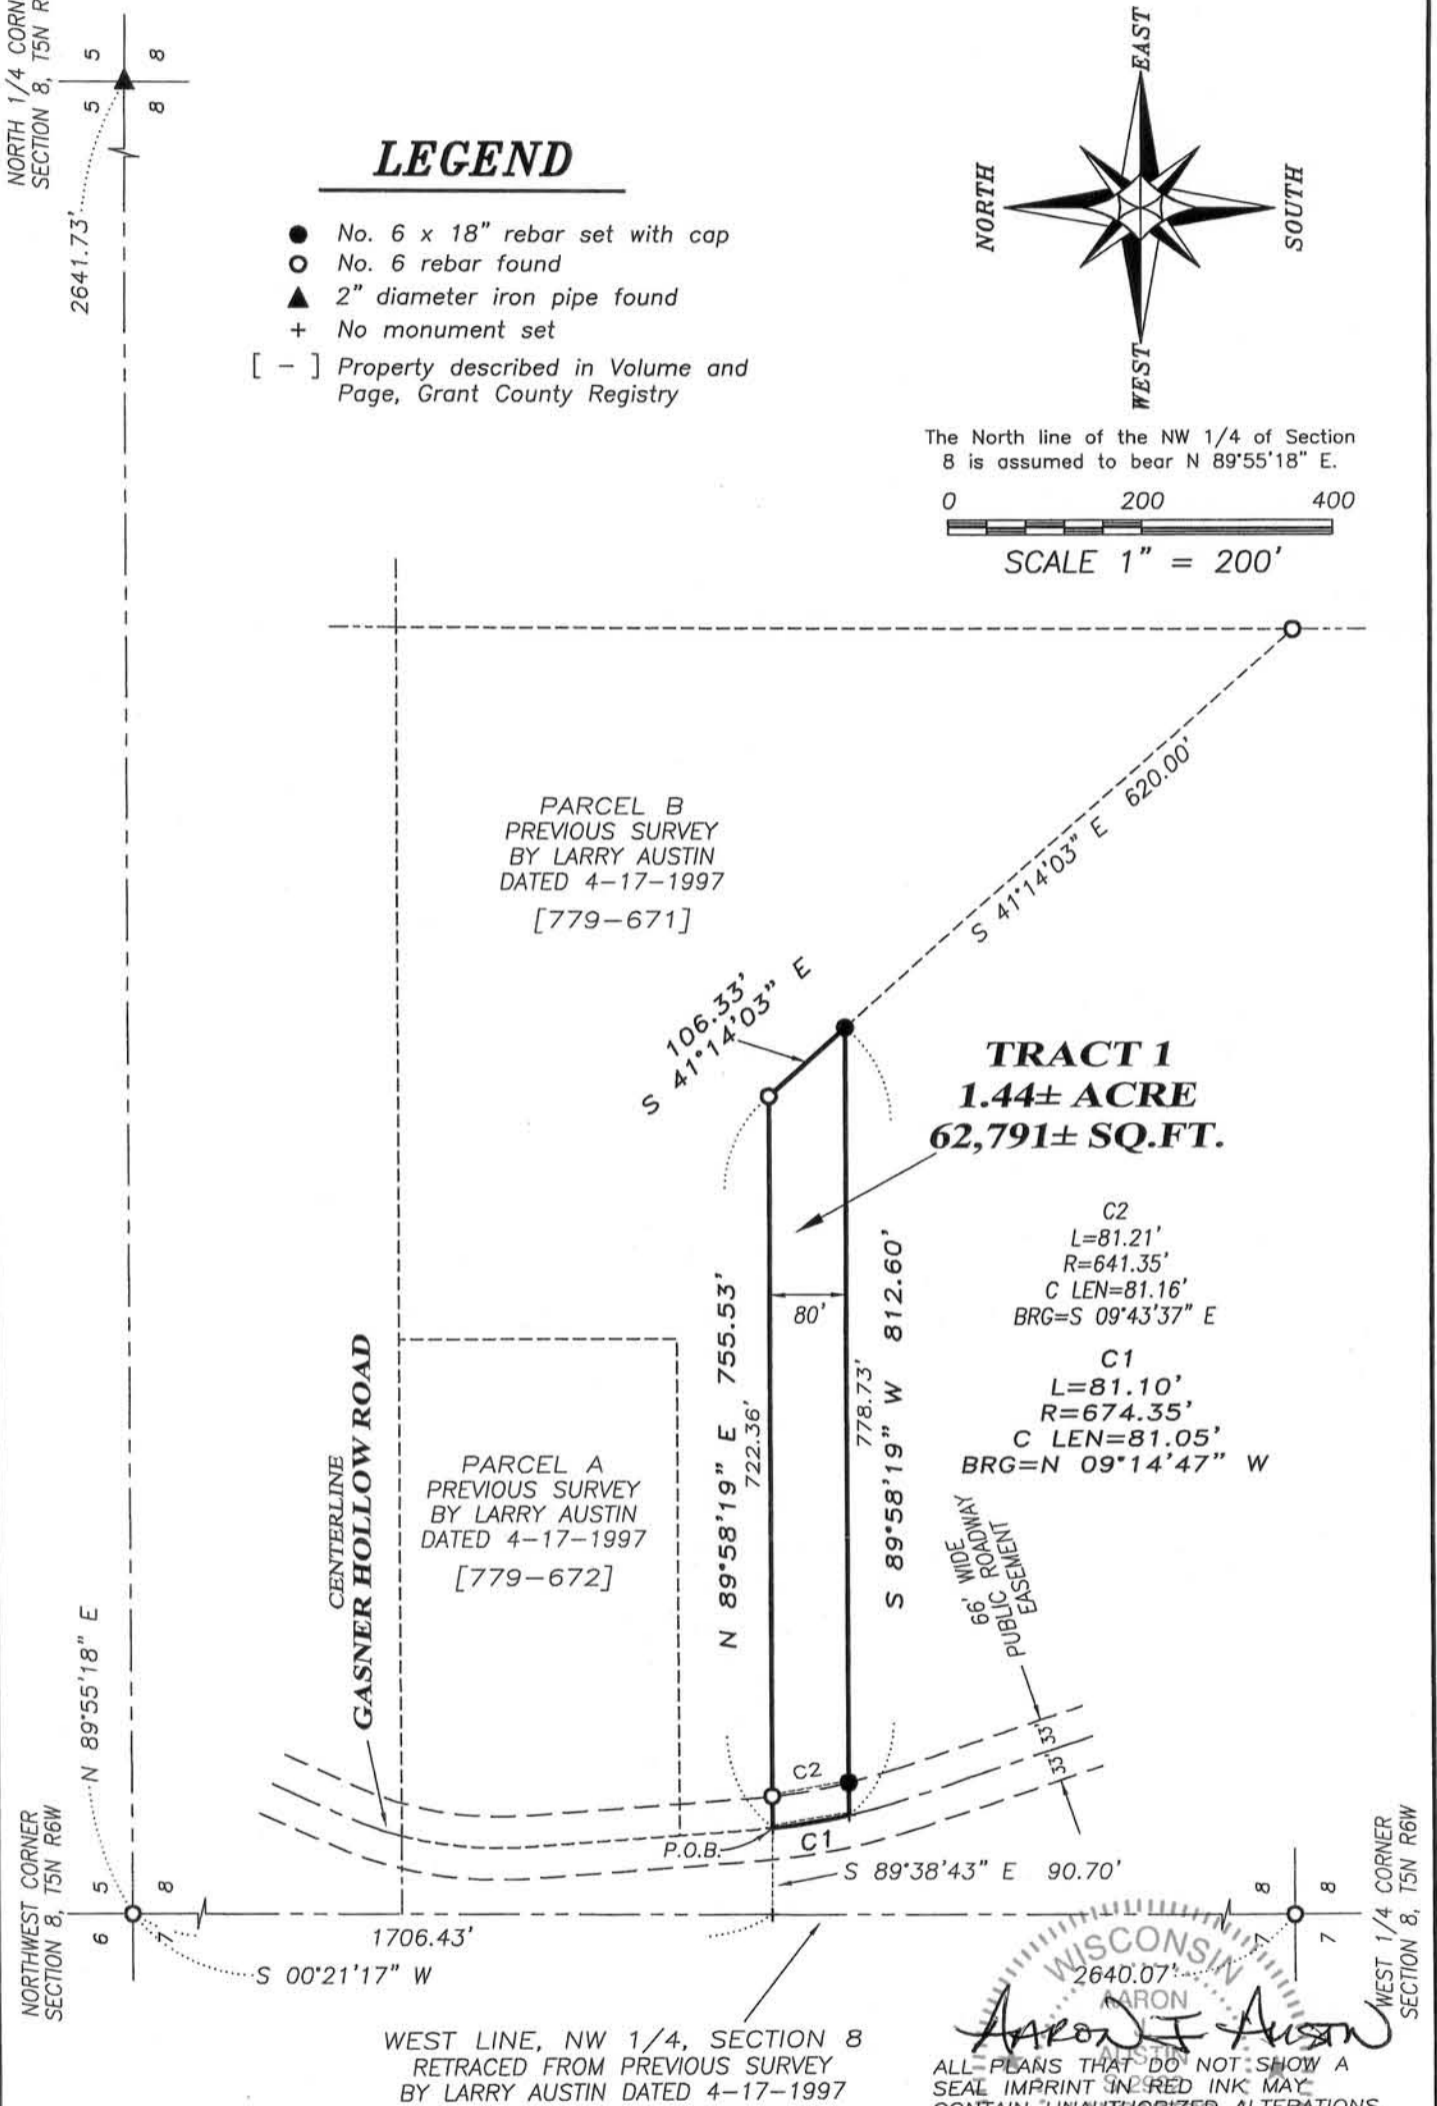 NORTH 1/4 CORN
SECTION 8, T5N R
5
8
5
8
2641.73'
LEGEND
No. 6 x 18" rebar set with cap
No. 6 rebar found
2" diameter iron pipe found
+ No monument set
[ - ] Property described in Volume and
Page, Grant County Registry
EAST
NORTH
SOUTH
WEST
The North line of the NW 1/4 of Section
8 is assumed to bear N 89°55'18" E.
0 200 400
SCALE 1" = 200'
PARCEL B
PREVIOUS SURVEY
BY LARRY AUSTIN
DATED 4-17-1997
[779-671]
S 41°14'03" E 620.00'
106.33'
S 41°14'03" E
TRACT 1
1.44± ACRE
62,791± SQ.FT.
C2
L=81.21'
R=641.35'
C LEN=81.16'
BRG=S 09°43'37" E
C1
L=81.10'
R=674.35'
C LEN=81.05'
BRG=N 09°14'47" W
80'
N 89°58'19" E 755.53'
722.36'
778.73'
S 89°58'19" W 812.60'
CENTERLINE
GASNER HOLLOW ROAD
PARCEL A
PREVIOUS SURVEY
BY LARRY AUSTIN
DATED 4-17-1997
[779-672]
66' WIDE
PUBLIC ROADWAY
EASEMENT
33'
33'
C2
C1
P.O.B.
S 89°38'43" E 90.70'
N 89°55'18" E
NORTHWEST CORNER
SECTION 8, T5N R6W
5
8
6
7
1706.43'
S 00°21'17" W
8
8
7
7
2640.07'
WEST 1/4 CORNER
SECTION 8, T5N R6W
WEST LINE, NW 1/4, SECTION 8
RETRACED FROM PREVIOUS SURVEY
BY LARRY AUSTIN DATED 4-17-1997
WISCONSIN
AARON
AUSTIN
AARON J AUSTIN
ALL PLANS THAT DO NOT SHOW A
SEAL IMPRINT IN RED INK MAY
CONTAIN UNAUTHORIZED ALTERATIONS